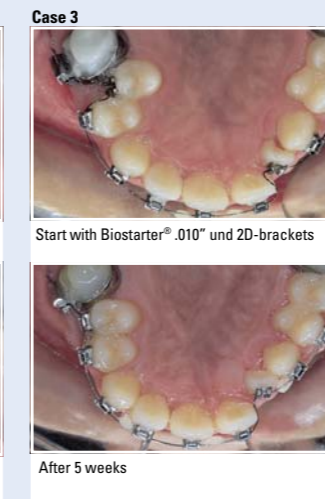 Case 3
Start with Biostarter® .010” und 2D-brackets
After 5 weeks